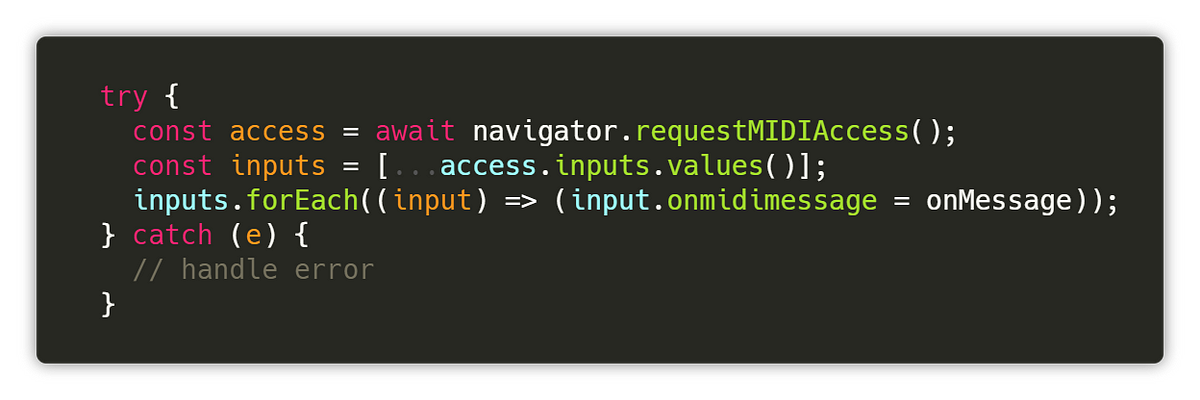 try {
  const access = await navigator.requestMIDIAccess();
  const inputs = [...access.inputs.values()];
  inputs.forEach((input) => (input.onmidimessage = onMessage));
} catch (e) {
  // handle error
}